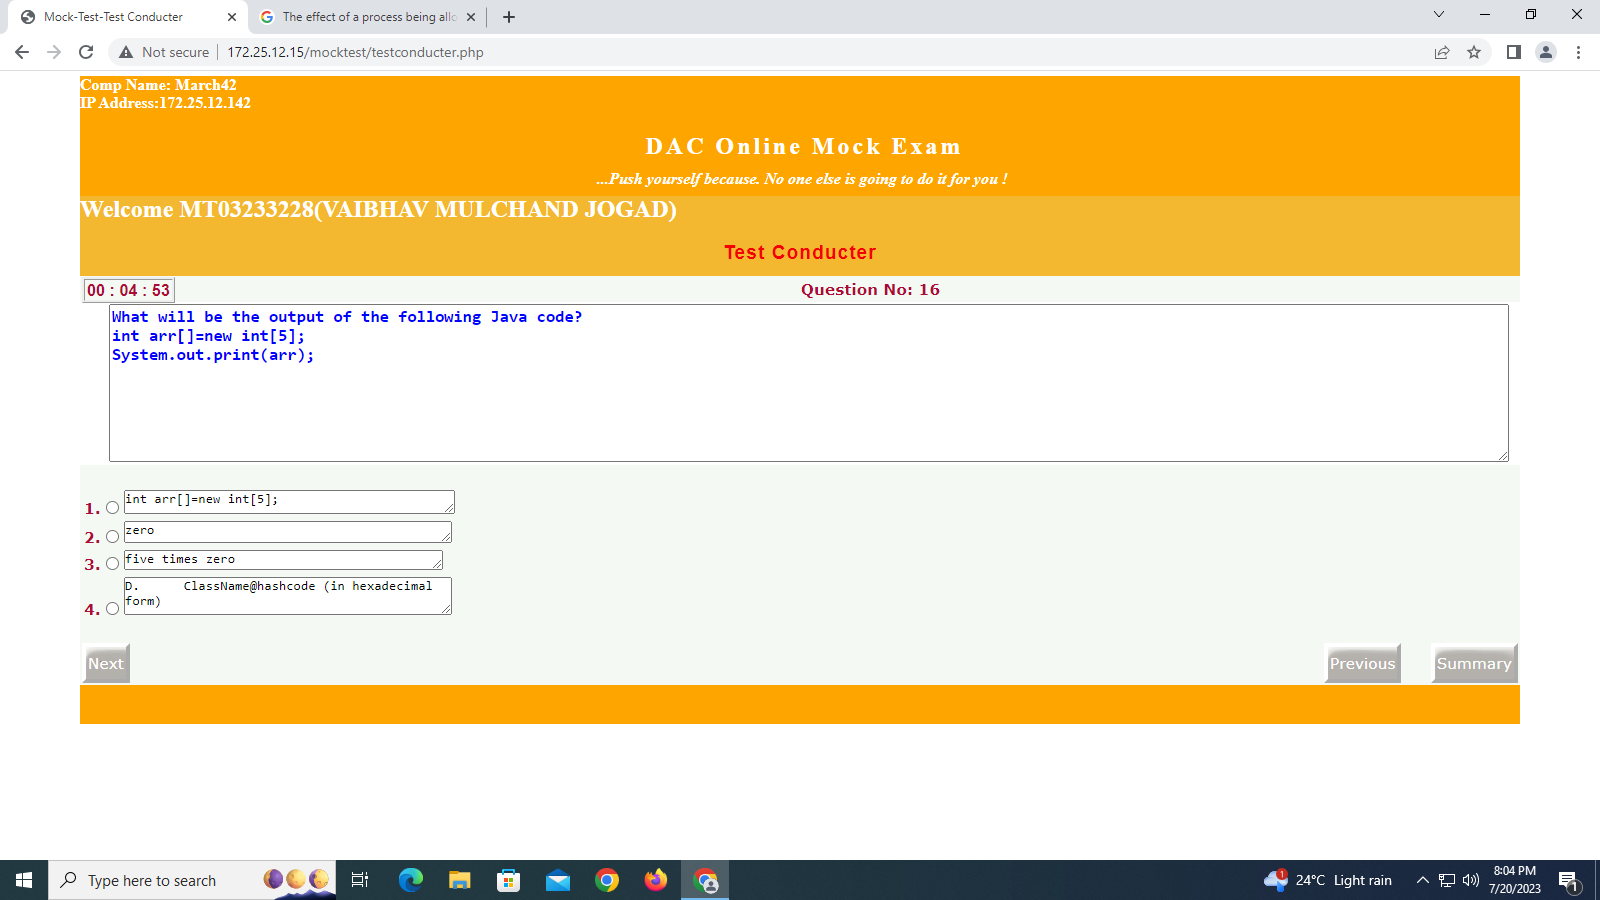 Mock-Test-Test Conducter
The effect of a process being allo
Not secure
172.25.12.15/mocktest/testconducter.php
Comp Name: March42
IP Address:172.25.12.142
DAC Online Mock Exam
...Push yourself because. No one else is going to do it for you !
Welcome MT03233228(VAIBHAV MULCHAND JOGAD)
Test Conducter
00 : 04 : 53
Question No: 16
What will be the output of the following Java code?
int arr[]=new int[5];
System.out.print(arr);
1. int arr[]=new int[5];
2. zero
3. five times zero
D. ClassName@hashcode (in hexadecimal
4. form)
Next
Previous
Summary
Type here to search
1
24°C Light rain
8:04 PM
7/20/2023
1